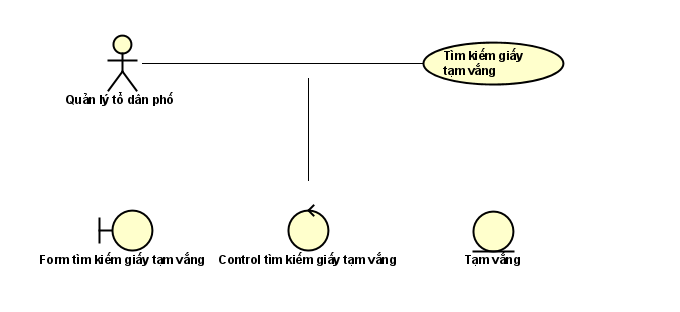 Tìm kiếm giấy
tạm vắng
Quản lý tổ dân phố
Form tìm kiếm giấy tạm vắng
Control tìm kiếm giấy tạm vắng
Tạm vắng